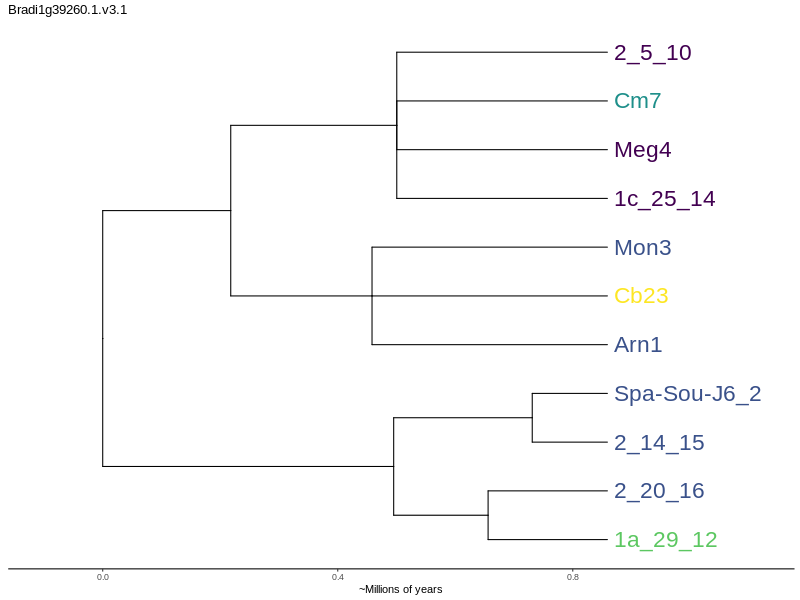 Bradi1g39260.1.v3.1
2_5_10
Cm7
Meg4
1c_25_14
Mon3
Cb23
Arn1
Spa-Sou-J6_2
2_14_15
2_20_16
1a_29_12
0.0 0.4 0.8
~Millions of years